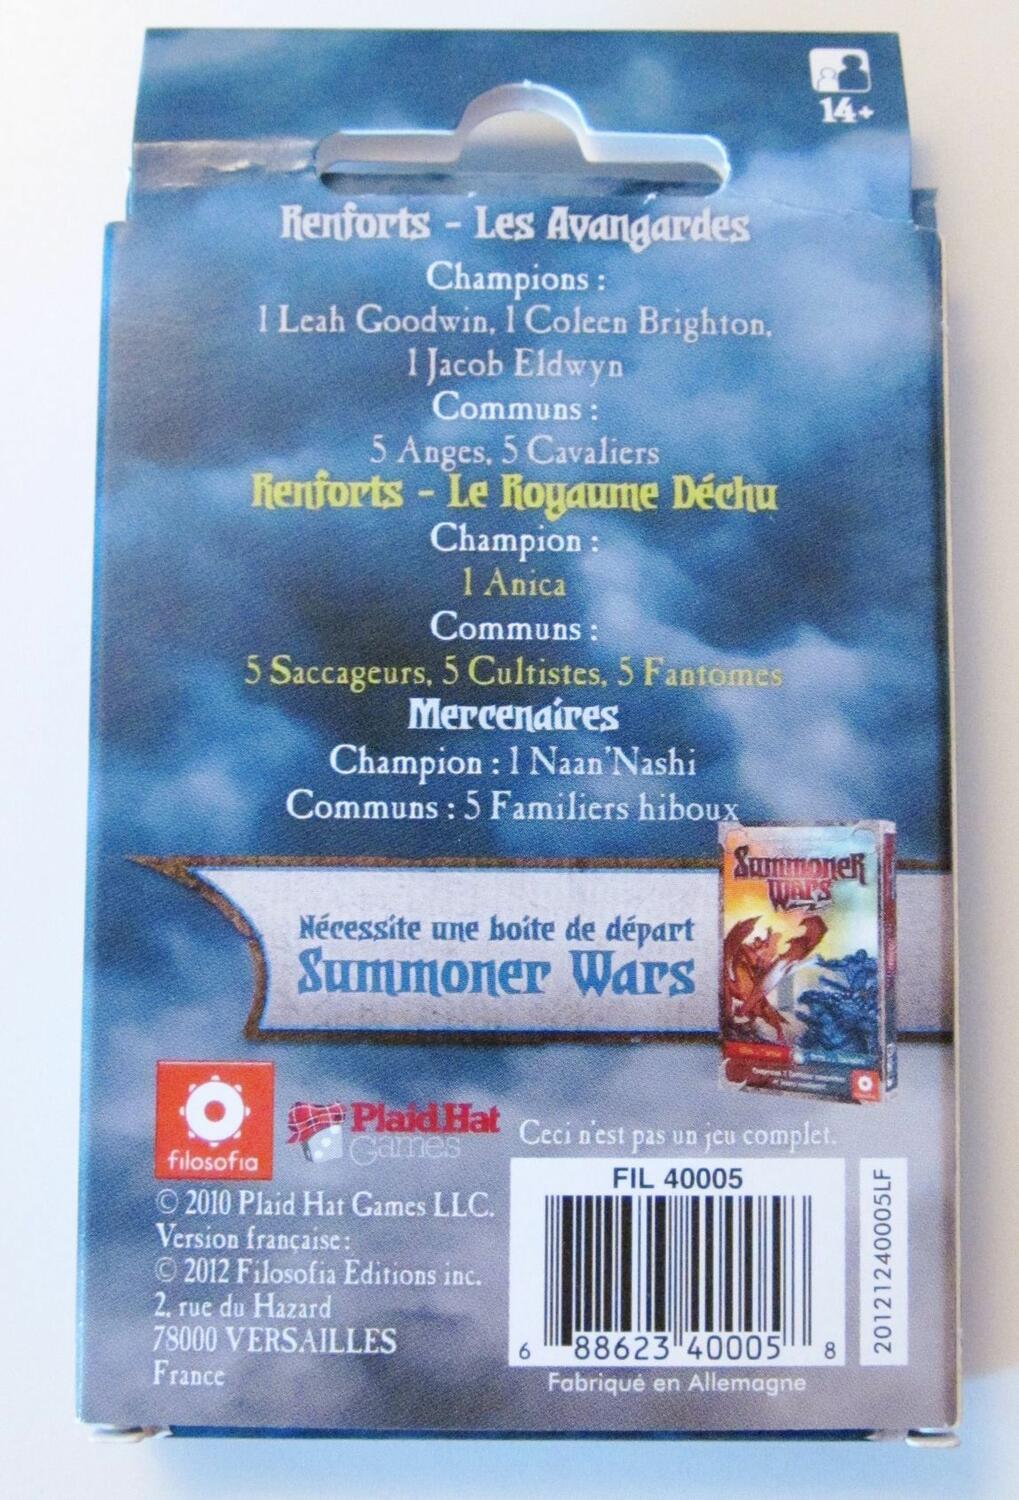 14+
Renforts - Les Avangardes
Champions :
1 Leah Goodwin, 1 Coleen Brighton,
1 Jacob Eldwyn
Communs :
5 Anges, 5 Cavaliers
Renforts - Le Royaume Déchu
Champion :
1 Anica
Communs :
5 Saccageurs, 5 Cultistes, 5 Fantômes
Mercenaires
Champion : 1 Naan'Nashi
Communs : 5 Familiers hiboux
Summoner
Wars
Nécessite une boite de départ
Summoner Wars
filosofia
Plaid Hat
Games
Ceci n'est pas un jeu complet.
© 2010 Plaid Hat Games LLC.
Version française :
© 2012 Filosofia Éditions inc.
2, rue du Hazard
78000 VERSAILLES
France
FIL 40005
6 88623 40005 8
Fabriqué en Allemagne
20121240005LF